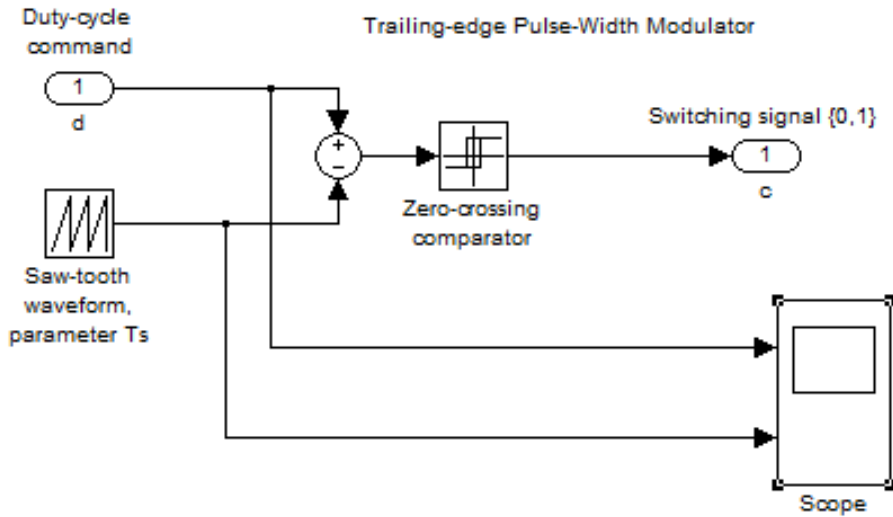 Duty-cycle
command
Trailing-edge Pulse-Width Modulator
1
d
+
−
Switching signal {0,1}
1
c
Zero-crossing
comparator
Saw-tooth
waveform,
parameter Ts
Scope